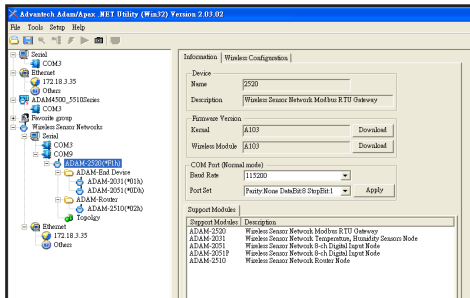 Advantech Adam/Apax .NET Utility (Win32) Version 2.03.02
File Tools Setup Help
Serial
COM3
Ethernet
172.18.3.35
Others
ADAM4500_5510Series
COM3
Favorite group
Wireless Sensor Networks
Serial
COM3
COM9
ADAM-2520(*F1h)
ADAM-End Device
ADAM-2031(*01h)
ADAM-2051(*0Dh)
ADAM-Router
ADAM-2510(*02h)
Topology
Ethernet
172.18.3.35
Others
Information Wireless Configuration
Device
Name 2520
Description Wireless Sensor Network Modbus RTU Gateway
Firmware Version
Kernal A103 Download
Wireless Module A103 Download
COM Port (Normal mode)
Baud Rate 115200
Port Set Parity:None DataBit:8 StopBit:1 Apply
Support Modules
Support Modules Description
ADAM-2520 Wireless Sensor Network Modbus RTU Gateway
ADAM-2031 Wireless Sensor Network Temperature, Humidity Sensors Node
ADAM-2051 Wireless Sensor Network 8-ch Digital Input Node
ADAM-2051P Wireless Sensor Network 8-ch Digital Input Node
ADAM-2510 Wireless Sensor Network Router Node